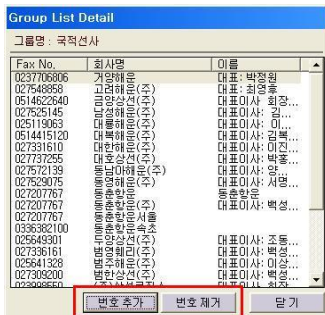 Group List Detail
그룹명 : 국적선사
Fax No. 회사명 이름
0237706806 거양해운 대표: 박정원
027548858 고려해운(주) 대표: 최영후
0514622640 금양상선(주) 대표이사 회장...
027525145 남성해운(주) 대표이사: 김...
025119063 대룡해운(주) 대표이사: 이...
0514415120 대복해운(주) 대표이사: 김복...
027331610 대한해운(주) 대표이사: 이진...
027737255 대호상선(주) 대표이사: 박홍...
027572139 동남아해운(주) 대표이사: 양...
027529075 동영해운(주) 대표이사: 서명...
027207767 동춘항운 동춘항운
027207767 동춘항운(주) 대표이사: 백성...
027207767 동춘항운서울
0336382100 동춘항운속초
025649301 두양상선(주) 대표이사: 조동...
027336161 범영훼리(주) 대표이사: 백성...
025641328 범주해운(주) 대표이사: 이상...
027309200 범한상선(주) 대표이사: 백성...
번호 추가 번호 제거 닫 기